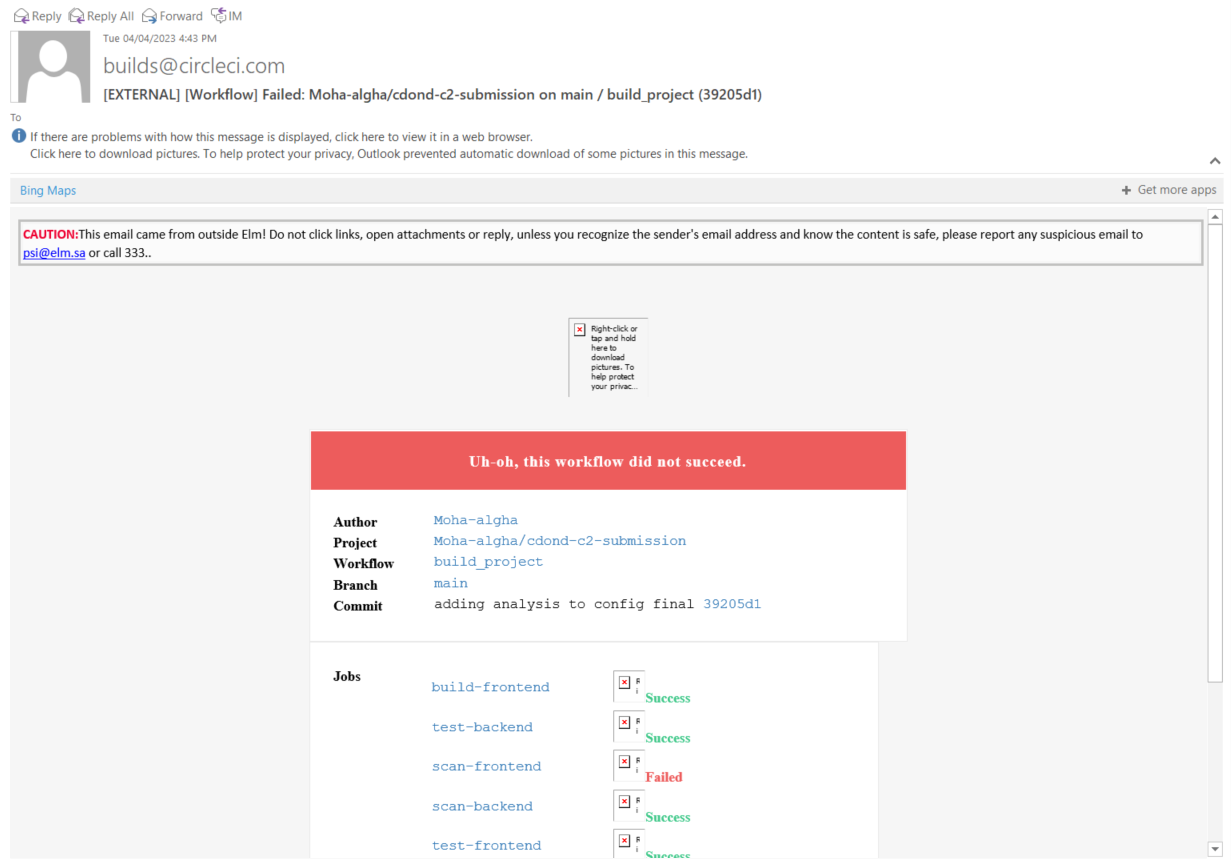 Reply Reply All Forward IM
Tue 04/04/2023 4:43 PM
builds@circleci.com
[EXTERNAL] [Workflow] Failed: Moha-algha/cdond-c2-submission on main / build_project (39205d1)
To
If there are problems with how this message is displayed, click here to view it in a web browser.
Click here to download pictures. To help protect your privacy, Outlook prevented automatic download of some pictures in this message.
Bing Maps
+ Get more apps
CAUTION:This email came from outside Elm! Do not click links, open attachments or reply, unless you recognize the sender's email address and know the content is safe, please report any suspicious email to
psi@elm.sa or call 333..
Right-click or
tap and hold
here to
download
pictures. To
help protect
your privac...
Uh-oh, this workflow did not succeed.
Author Moha-algha
Project Moha-algha/cdond-c2-submission
Workflow build_project
Branch main
Commit adding analysis to config final 39205d1
Jobs
build-frontend Success
test-backend Success
scan-frontend Failed
scan-backend Success
test-frontend Success